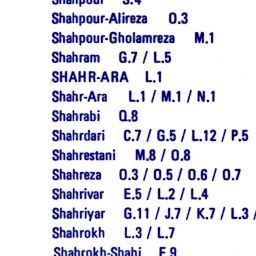 Shahpour S.4
Shahpour-Alireza O.3
Shahpour-Gholamreza M.1
Shahram G.7 / L.5
SHAHR-ARA L.1
Shahr-Ara L.1 / M.1 / N.1
Shahrabi Q.8
Shahrdari C.7 / G.5 / L.12 / P.5
Shahrestani M.8 / O.8
Shahreza O.3 / O.5 / O.6 / O.7
Shahrivar E.5 / L.2 / L.4
Shahriyar G.11 / J.7 / K.7 / L.3 /
Shahrokh L.3 / L.7
Shahrokh-Shahi F.9